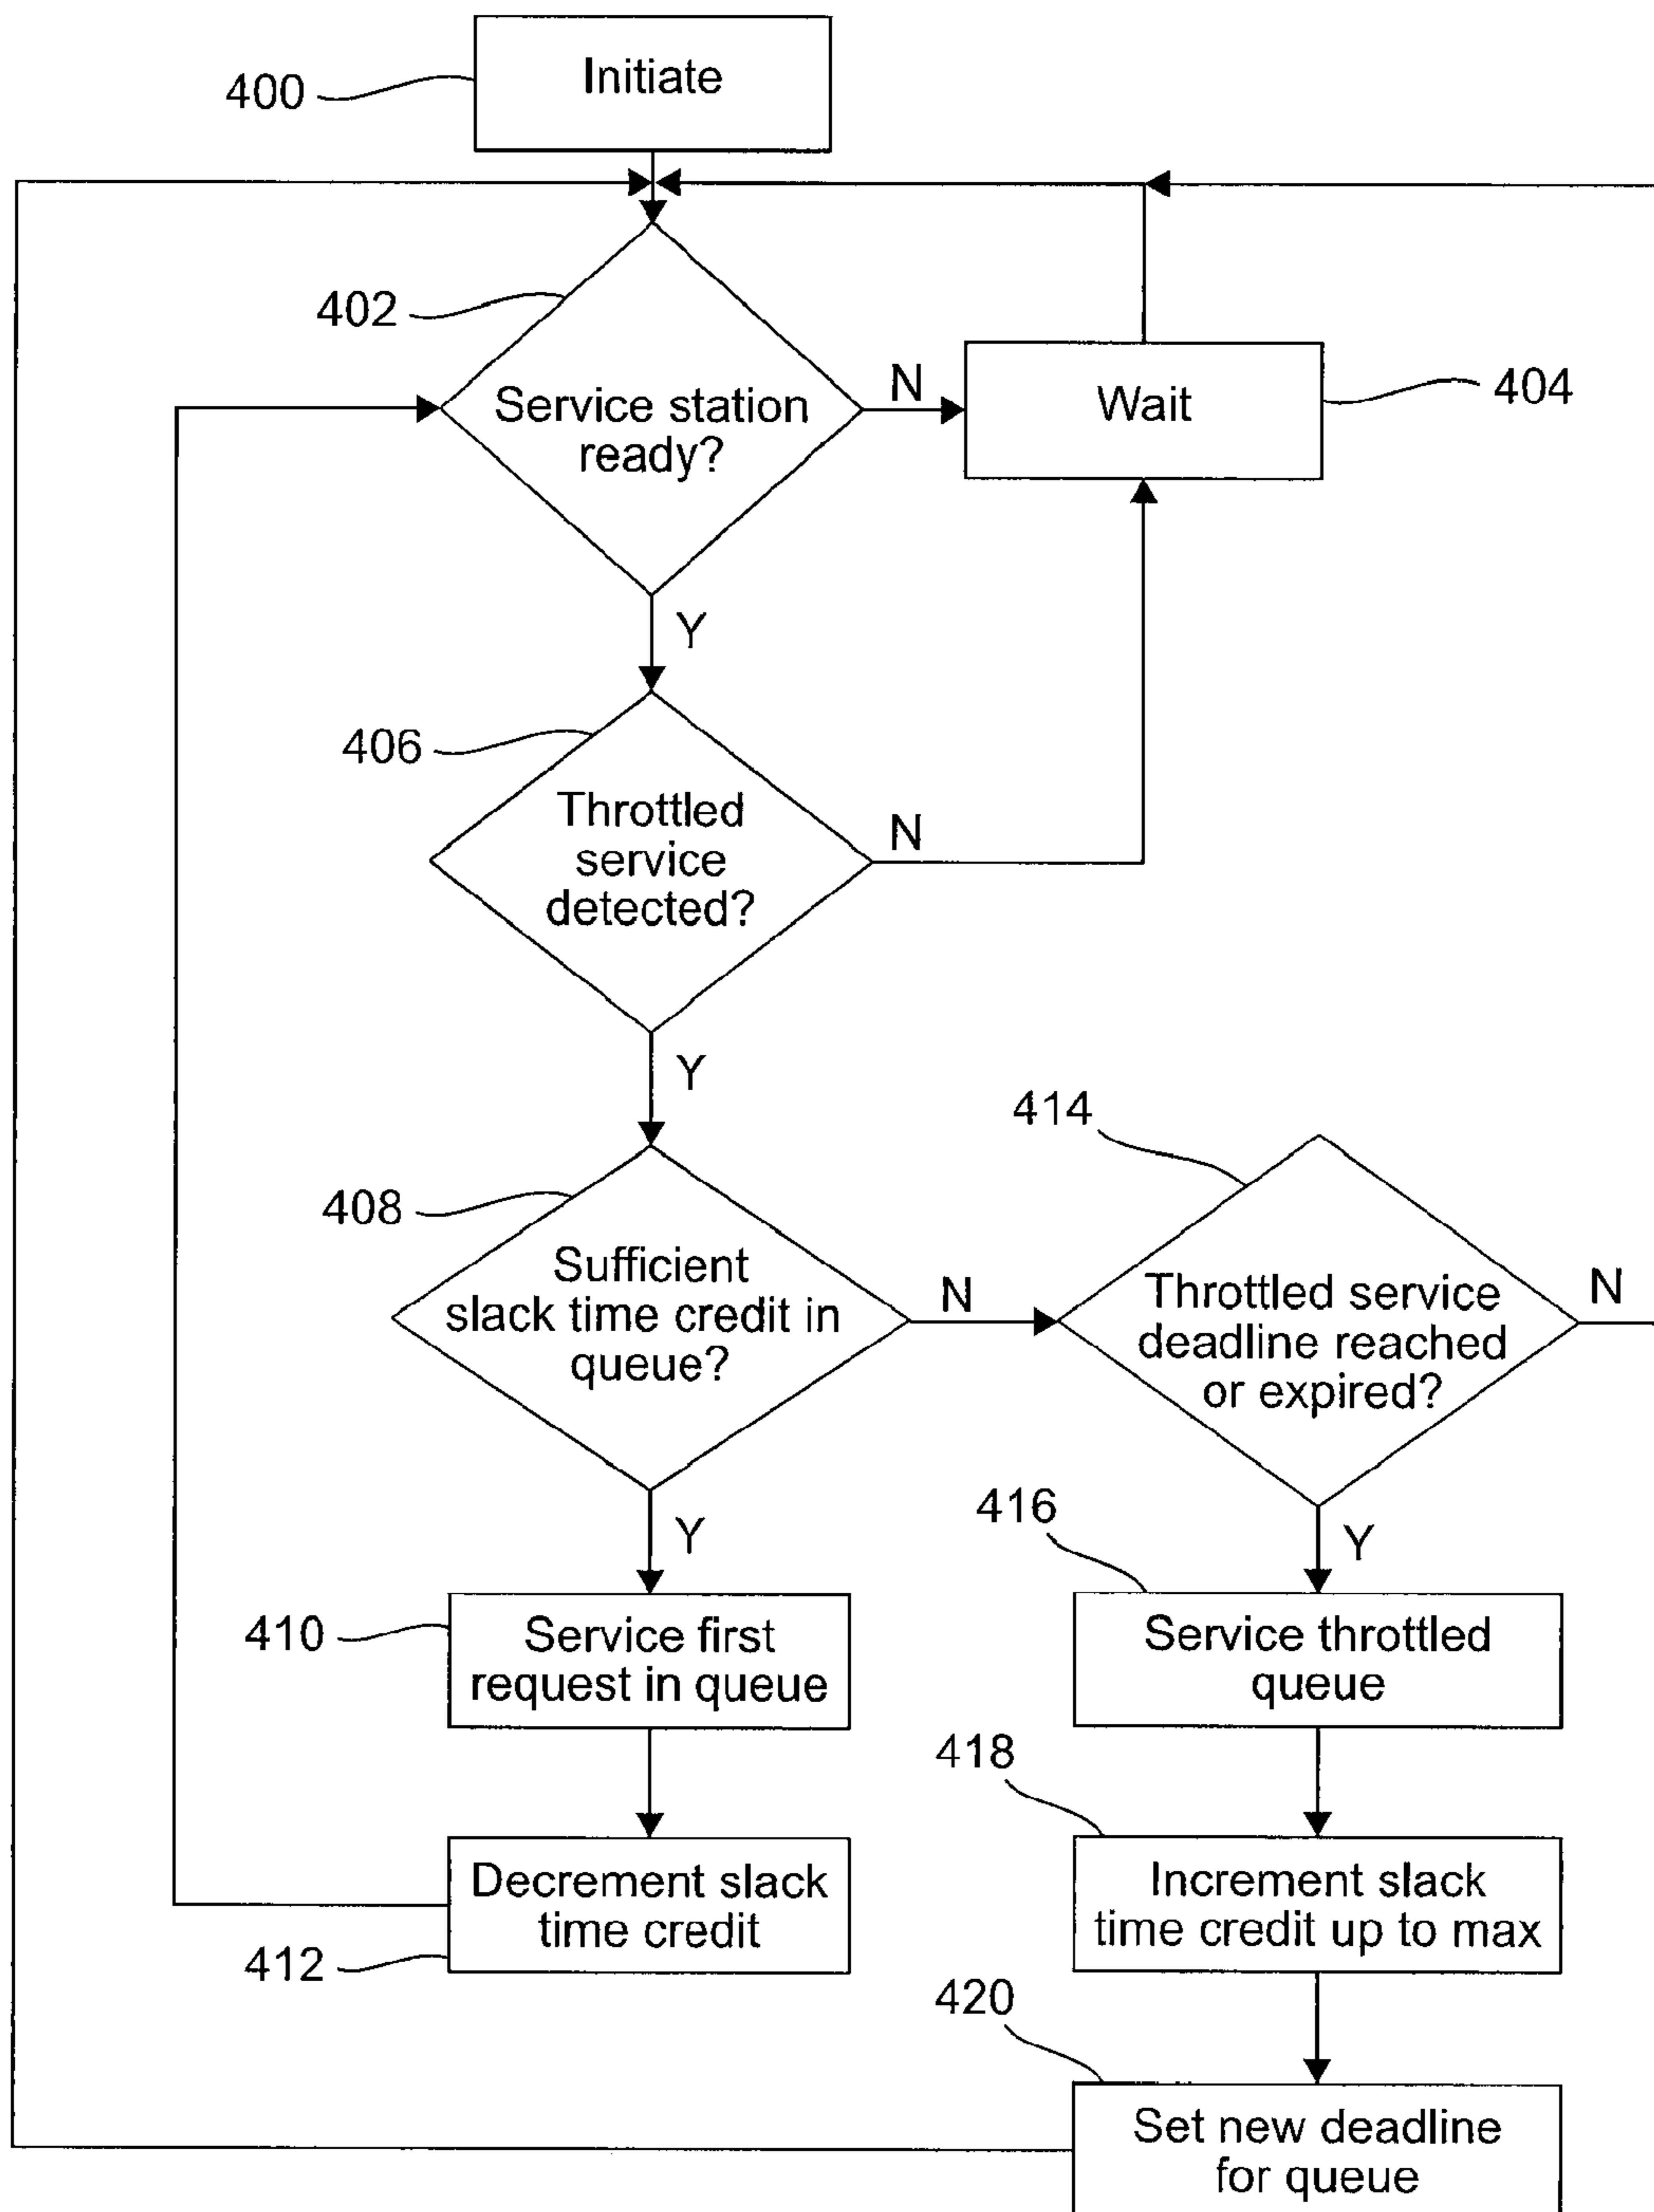 Initiate
400
402
Service station
ready?
N
Wait
404
Y
406
Throttled
service
detected?
N
Y
408
Sufficient
slack time credit in
queue?
N
414
Throttled service
deadline reached
or expired?
N
Y
410
Service first
request in queue
Y
416
Service throttled
queue
412
Decrement slack
time credit
418
Increment slack
time credit up to max
420
Set new deadline
for queue